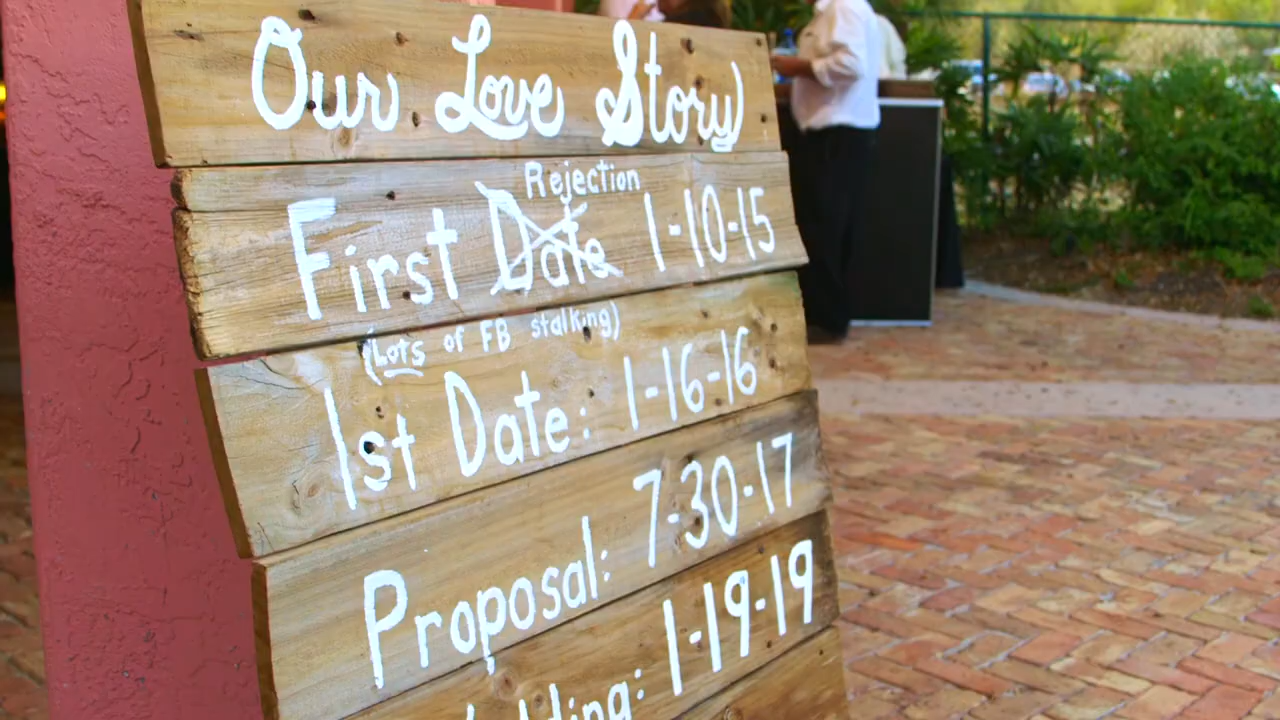 Our Love Story
Rejection
First Date 1-10-15
(Lots of FB stalking)
1st Date: 1-16-16
Proposal: 7-30-17
1-19-19